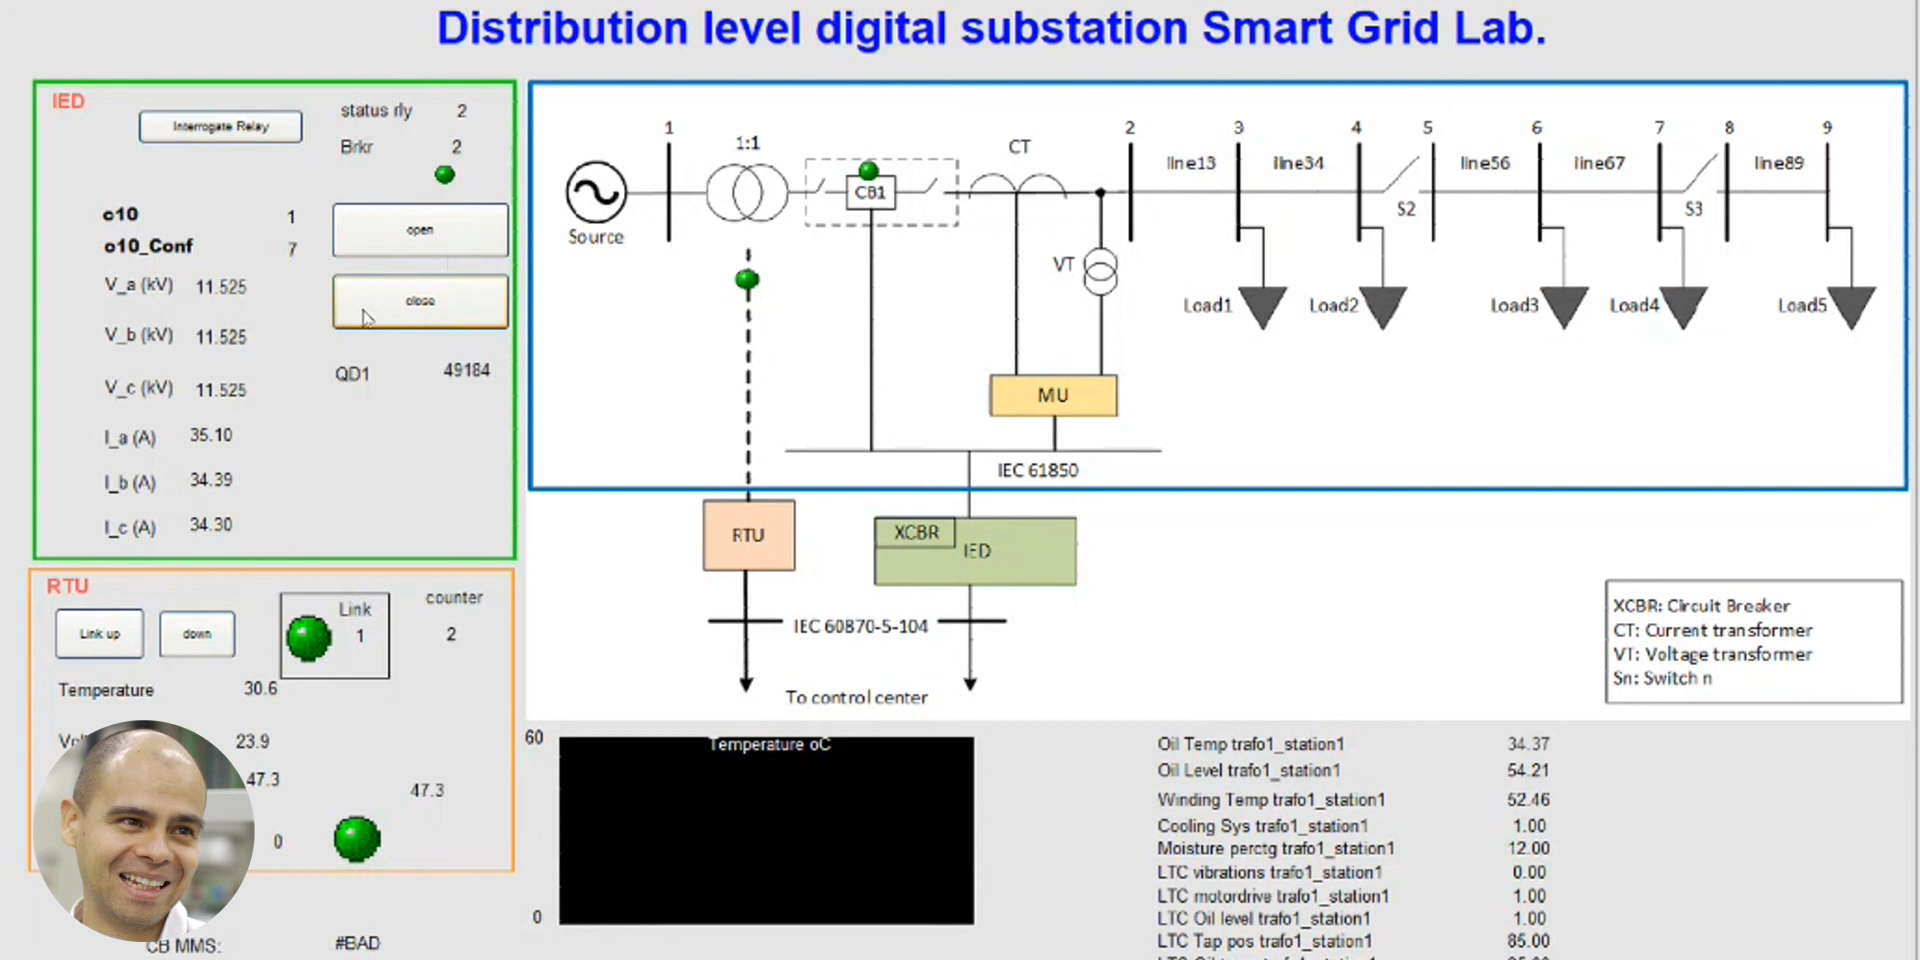 Distribution level digital substation Smart Grid Lab.
IED
Interrogate Relay
status rly 2
Brkr 2
c10 1
o10_Conf 7
open
close
V_a (kV) 11.525
V_b (kV) 11.525
V_c (kV) 11.525
QD1 49184
I_a (A) 35.10
I_b (A) 34.39
I_c (A) 34.30
RTU
Link up
down
Link
1
counter
2
Temperature 30.6
23.9
47.3
47.3
0
CB MMS: #BAD
1 2 3 4 5 6 7 8 9
1:1
CT
line13 line34 line56 line67 line89
CB1
S2
S3
Source
VT
Load1 Load2 Load3 Load4 Load5
MU
IEC 61850
RTU
XCBR
IED
IEC 60870-5-104
To control center
XCBR: Circuit Breaker
CT: Current transformer
VT: Voltage transformer
Sn: Switch n
60
Temperature oC
0
Oil Temp trafo1_station1 34.37
Oil Level trafo1_station1 54.21
Winding Temp trafo1_station1 52.46
Cooling Sys trafo1_station1 1.00
Moisture perctg trafo1_station1 12.00
LTC vibrations trafo1_station1 0.00
LTC motordrive trafo1_station1 1.00
LTC Oil level trafo1_station1 1.00
LTC Tap pos trafo1_station1 85.00